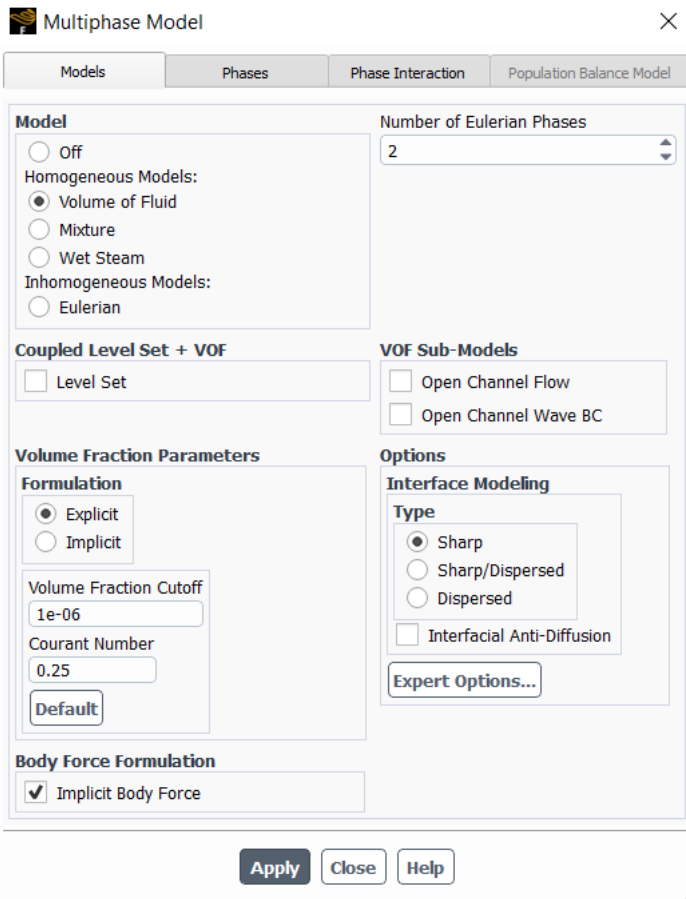 Multiphase Model
Models
Phases
Phase Interaction
Population Balance Model
Model
Off
Homogeneous Models:
Volume of Fluid
Mixture
Wet Steam
Inhomogeneous Models:
Eulerian
Number of Eulerian Phases
2
Coupled Level Set + VOF
Level Set
VOF Sub-Models
Open Channel Flow
Open Channel Wave BC
Volume Fraction Parameters
Formulation
Explicit
Implicit
Volume Fraction Cutoff
1e-06
Courant Number
0.25
Default
Options
Interface Modeling
Type
Sharp
Sharp/Dispersed
Dispersed
Interfacial Anti-Diffusion
Expert Options...
Body Force Formulation
Implicit Body Force
Apply
Close
Help